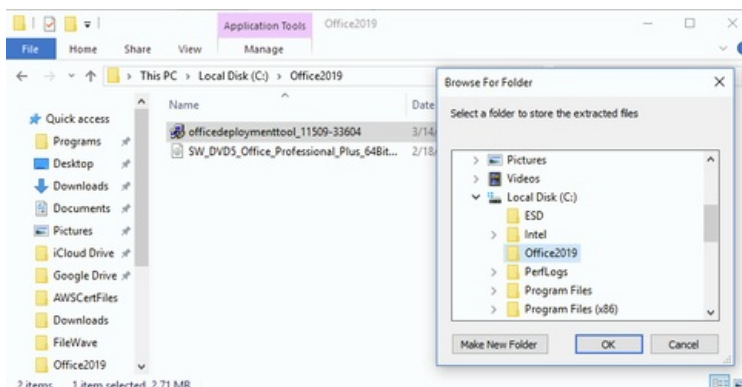 Application Tools Office2019
File Home Share View Manage
This PC > Local Disk (C:) > Office2019
Quick access
Programs
Desktop
Downloads
Documents
Pictures
iCloud Drive
Google Drive
AWSCertFiles
Downloads
FileWave
Office2019
Name Date
officedeploymenttool_11509-33604 3/14/
SW_DVD5_Office_Professional_Plus_64Bit... 2/18/
2 items 1 item selected 2.71 MB
Browse For Folder
Select a folder to store the extracted files
Pictures
Videos
Local Disk (C:)
ESD
Intel
Office2019
PerfLogs
Program Files
Program Files (x86)
Make New Folder OK Cancel